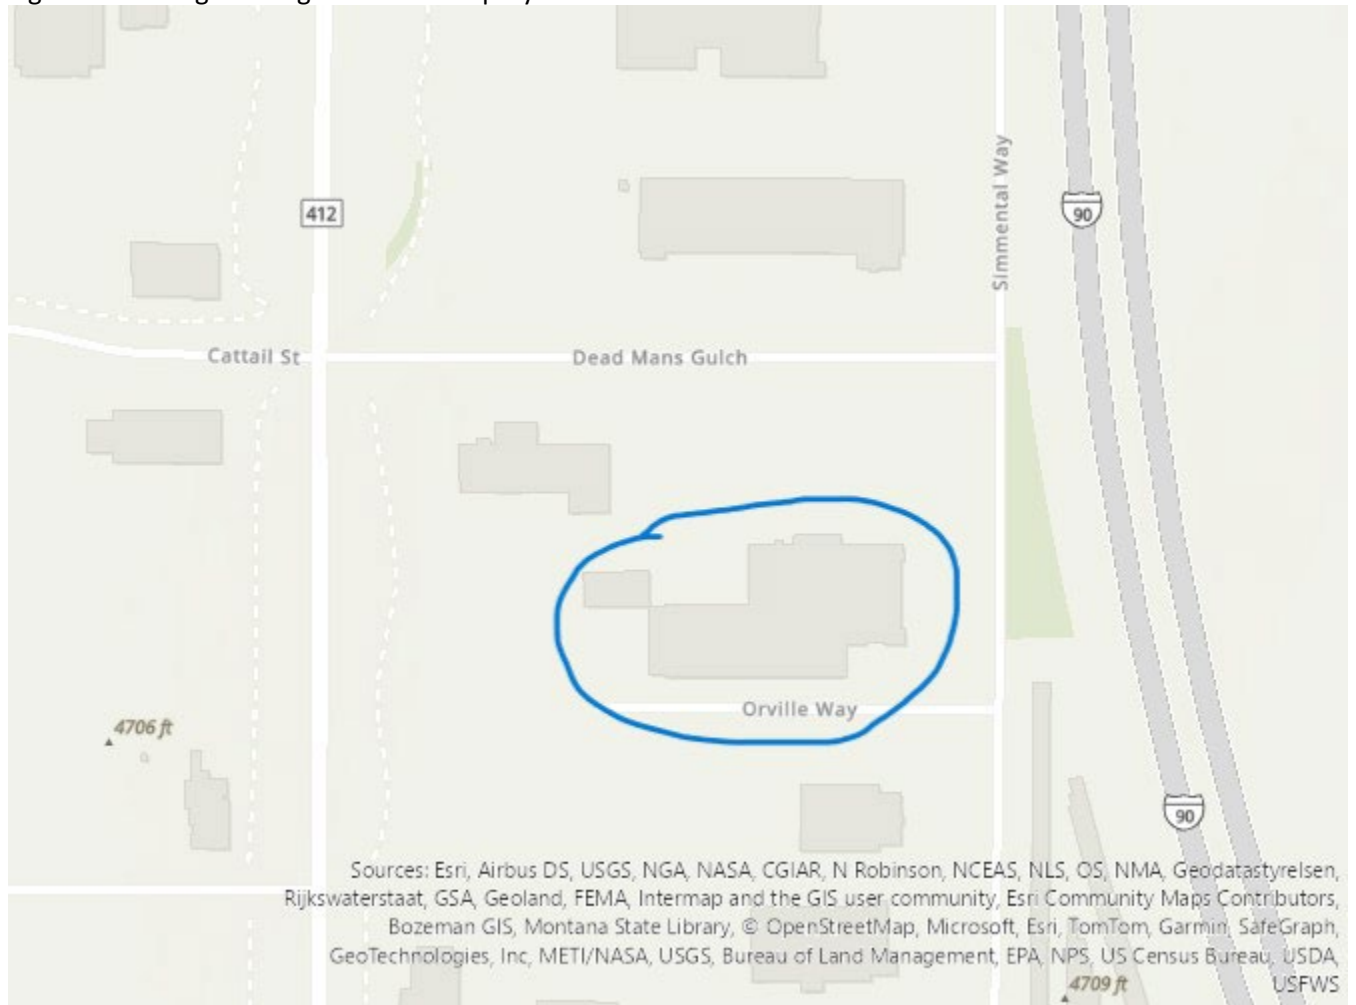 412
Simmental Way
90
Cattail St
Dead Mans Gulch
Orville Way
4706 ft
90
Sources: Esri, Airbus DS, USGS, NGA, NASA, CGIAR, N Robinson, NCEAS, NLS, OS, NMA, Geodatastyrelsen,
Rijkswaterstaat, GSA, Geoland, FEMA, Intermap and the GIS user community, Esri Community Maps Contributors,
Bozeman GIS, Montana State Library, © OpenStreetMap, Microsoft, Esri, TomTom, Garmin, SafeGraph,
GeoTechnologies, Inc, METI/NASA, USGS, Bureau of Land Management, EPA, NPS, US Census Bureau, USDA,
USFWS
4709 ft